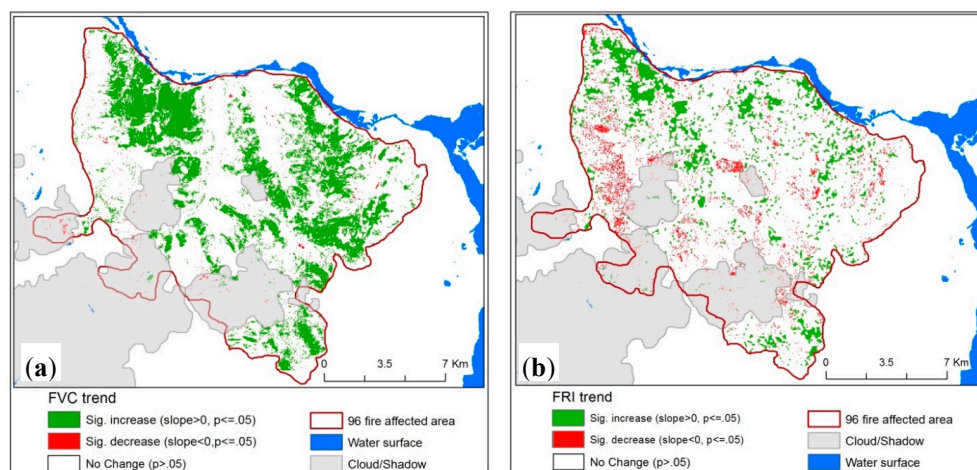 (a)
0 3.5 7 Km
FVC trend
Sig. increase (slope>0, p<=.05)
Sig. decrease (slope<0,p<=.05)
No Change (p>.05)
96 fire affected area
Water surface
Cloud/Shadow
(b)
0 3.5 7 Km
FRI trend
Sig. increase (slope>0, p<=.05)
Sig. decrease (slope<0, p<=.05)
No Change (p>.05)
96 fire affected area
Cloud/Shadow
Water surface